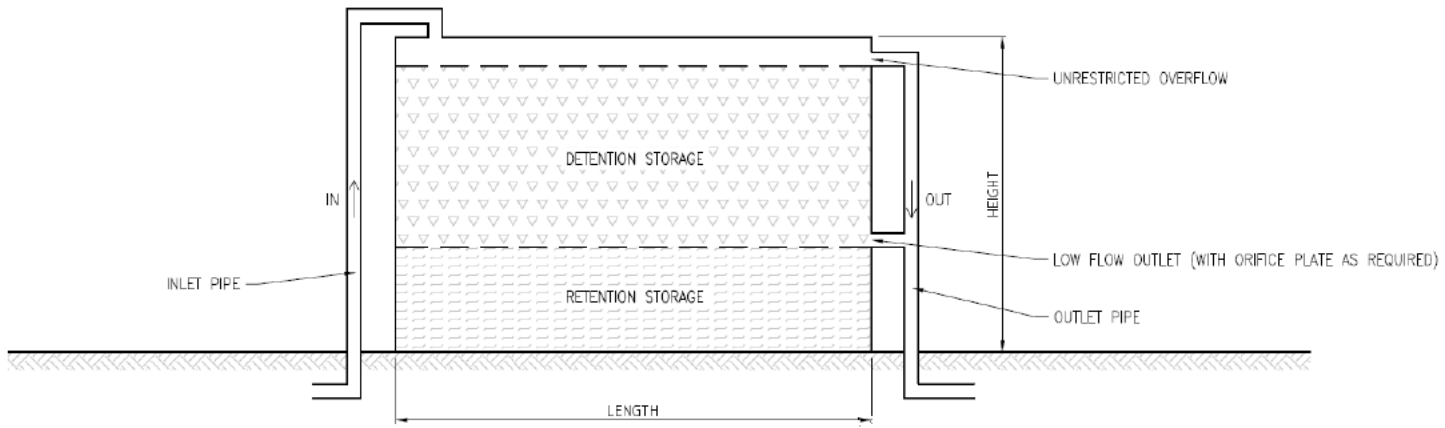 UNRESTRICTED OVERFLOW
DETENTION STORAGE
IN
OUT
HEIGHT
LOW FLOW OUTLET (WITH ORIFICE PLATE AS REQUIRED)
INLET PIPE
RETENTION STORAGE
OUTLET PIPE
LENGTH